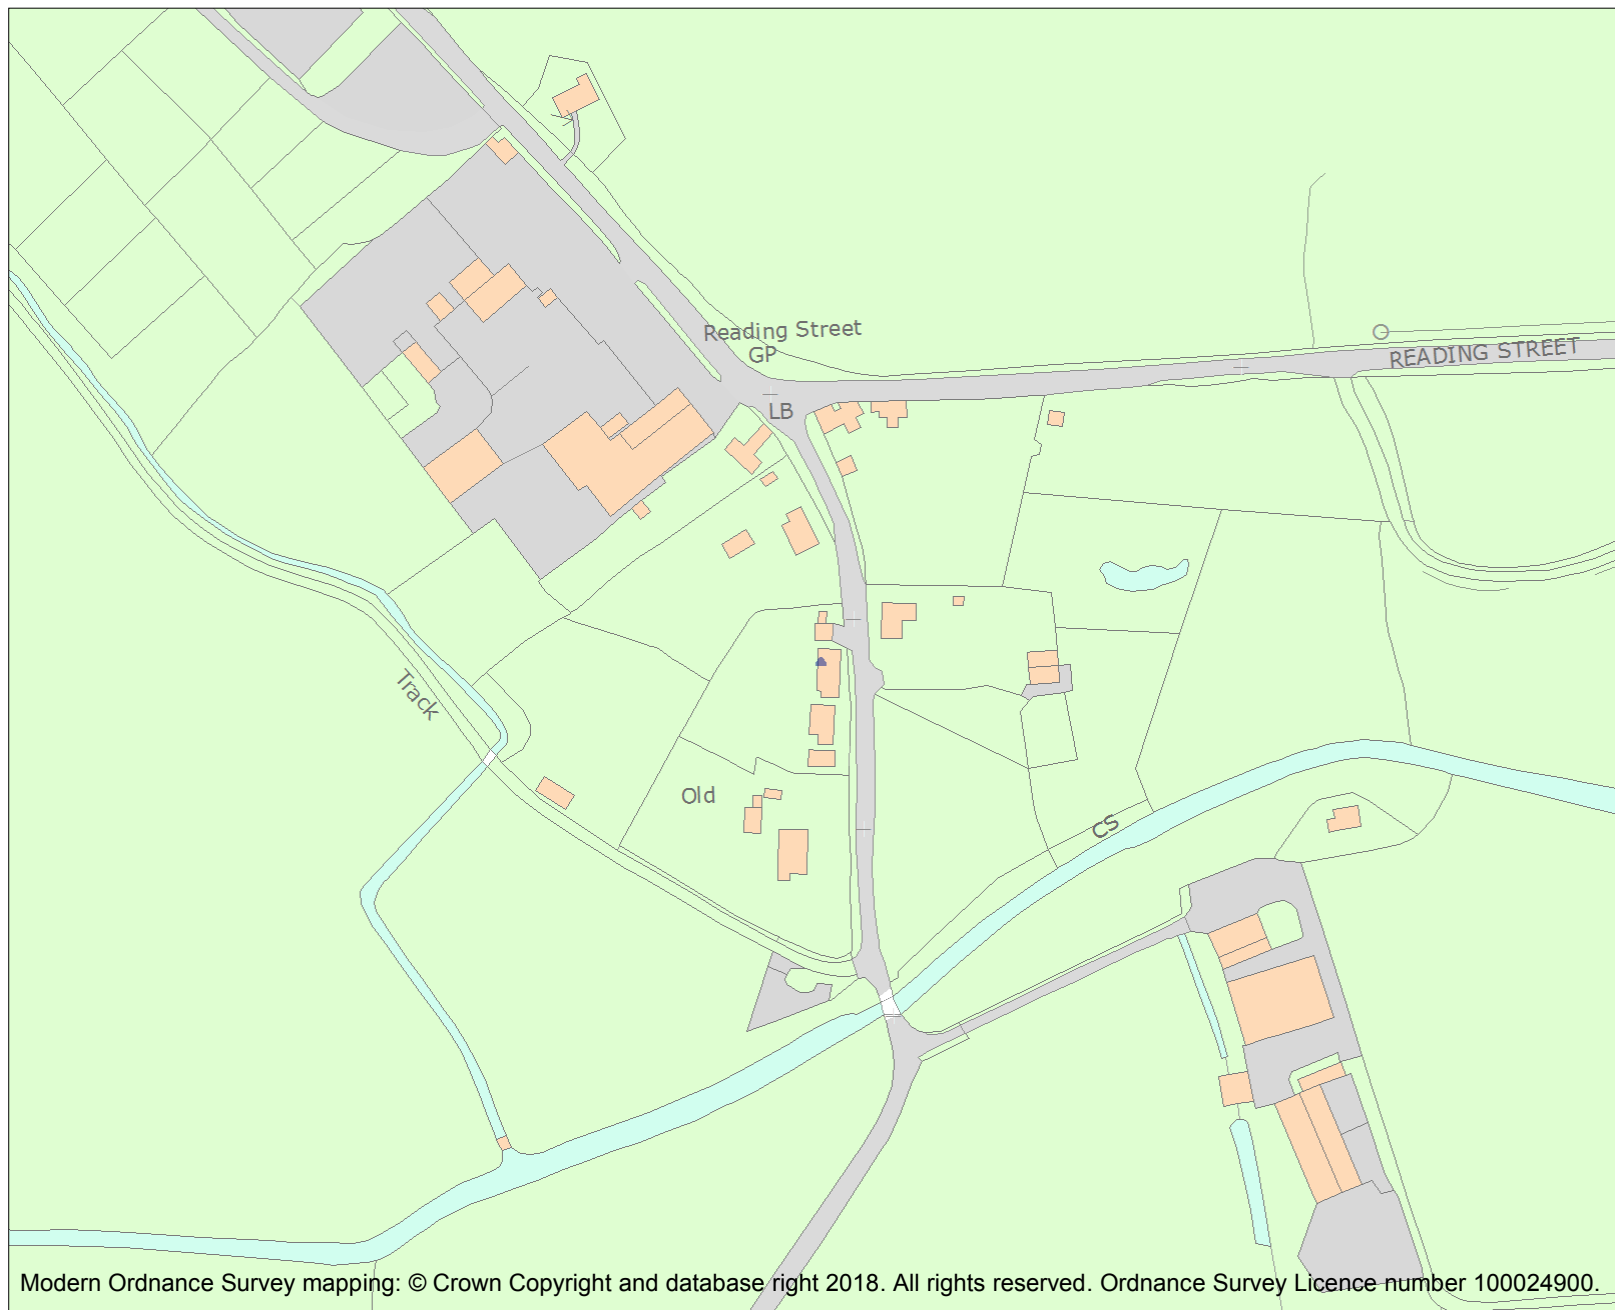 Reading Street
GP
READING STREET
LB
Track
Old
CS
Modern Ordnance Survey mapping: © Crown Copyright and database right 2018. All rights reserved. Ordnance Survey Licence number 100024900.